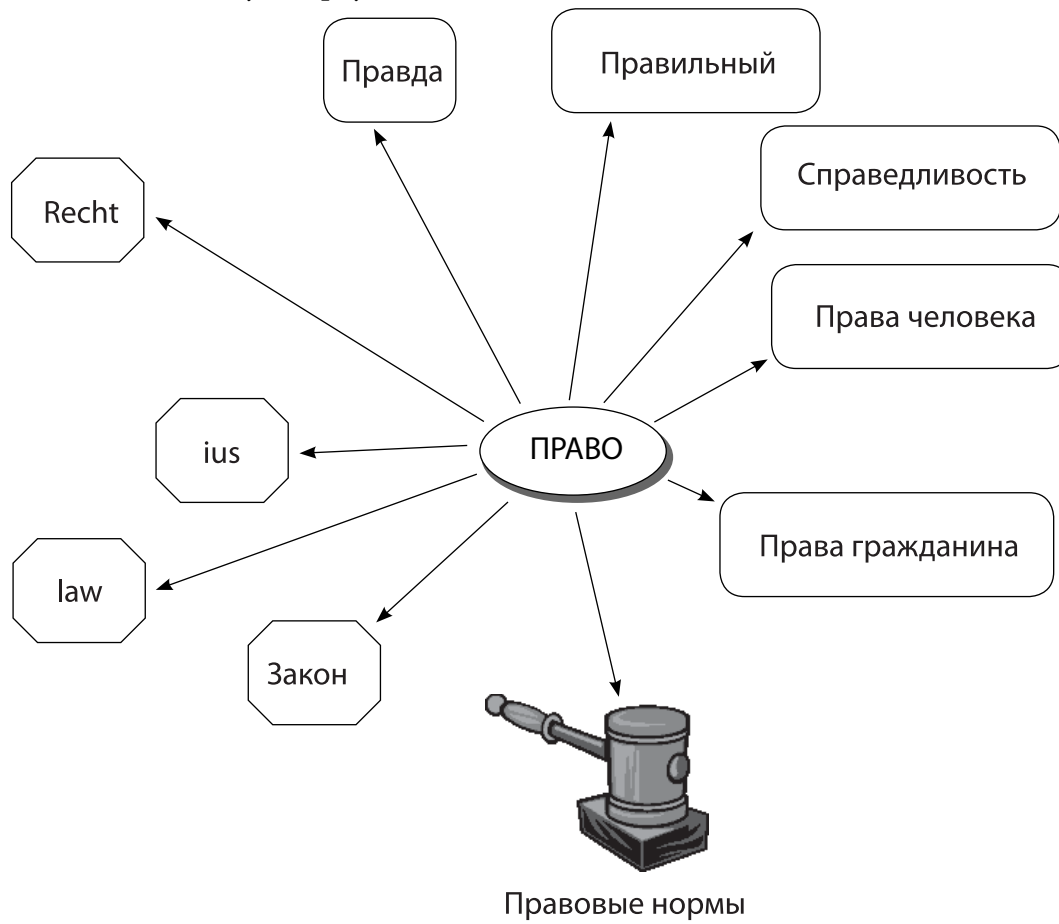 Правда
Правильный
Справедливость
Recht
Права человека
ius
ПРАВО
Права гражданина
law
Закон
Правовые нормы